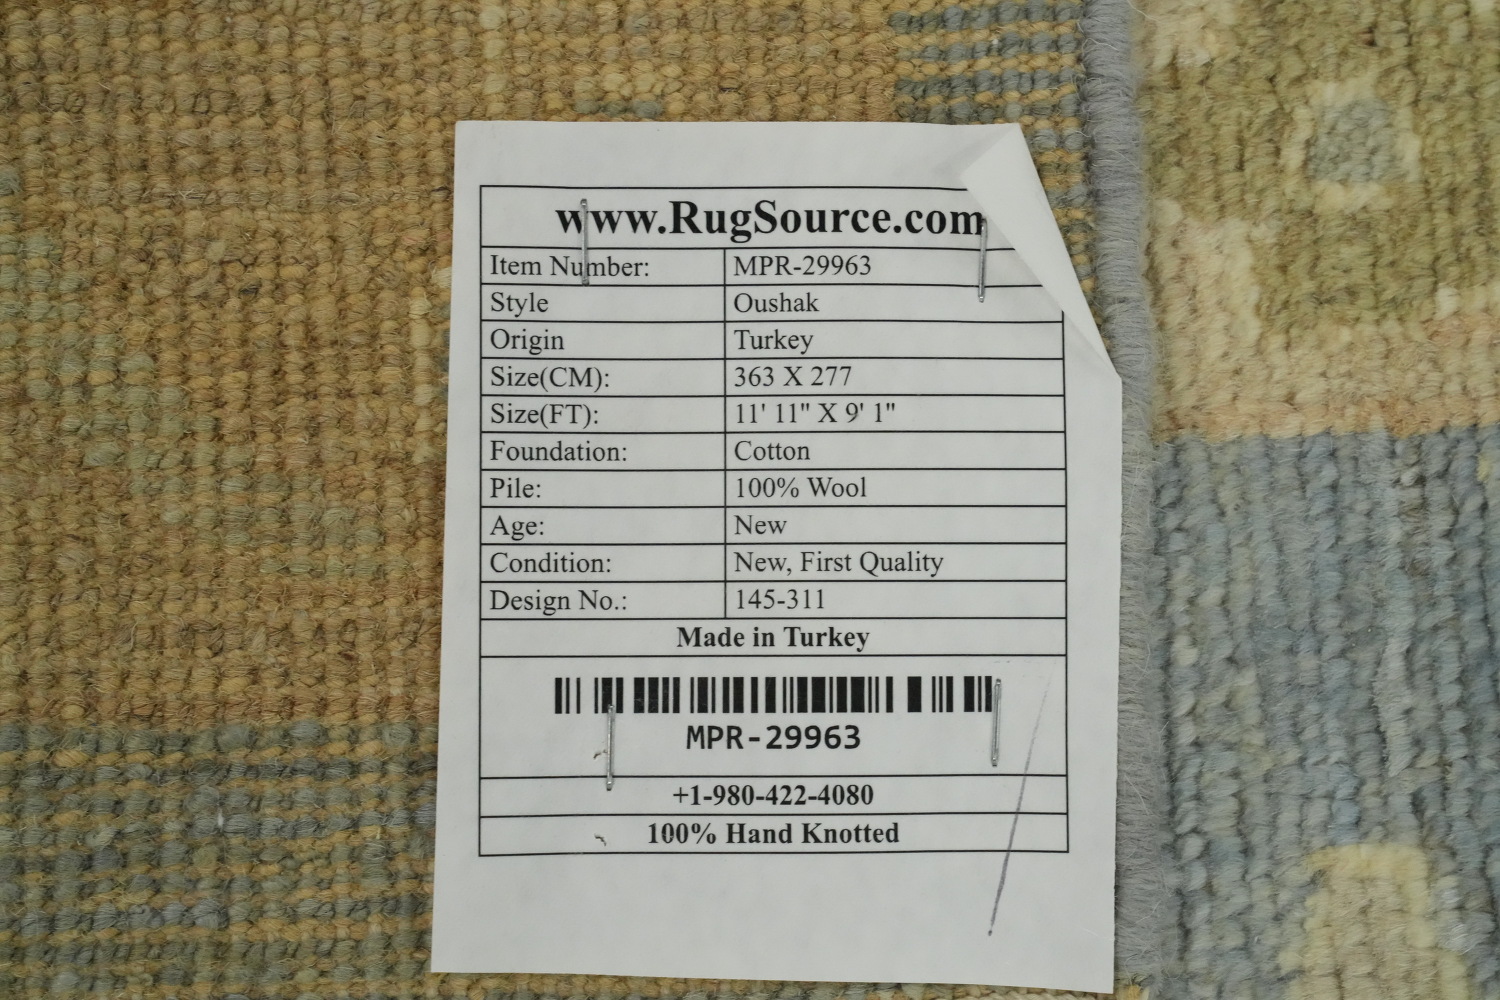 www.RugSource.com
Item Number: MPR-29963
Style Oushak
Origin Turkey
Size(CM): 363 X 277
Size(FT): 11' 11" X 9' 1"
Foundation: Cotton
Pile: 100% Wool
Age: New
Condition: New, First Quality
Design No.: 145-311
Made in Turkey
MPR-29963
+1-980-422-4080
100% Hand Knotted